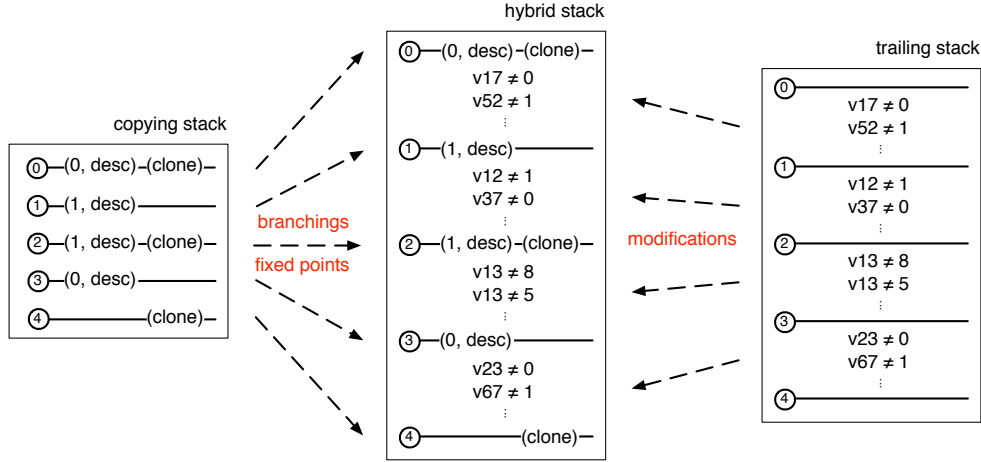 copying stack
0 (0, desc) (clone)
1 (1, desc)
2 (1, desc) (clone)
3 (0, desc)
4 (clone)
branchings
fixed points
hybrid stack
0 (0, desc) (clone)
v17 ≠ 0
v52 ≠ 1
⋮
1 (1, desc)
v12 ≠ 1
v37 ≠ 0
⋮
2 (1, desc) (clone)
v13 ≠ 8
v13 ≠ 5
⋮
3 (0, desc)
v23 ≠ 0
v67 ≠ 1
⋮
4 (clone)
modifications
trailing stack
0
v17 ≠ 0
v52 ≠ 1
⋮
1
v12 ≠ 1
v37 ≠ 0
⋮
2
v13 ≠ 8
v13 ≠ 5
⋮
3
v23 ≠ 0
v67 ≠ 1
⋮
4